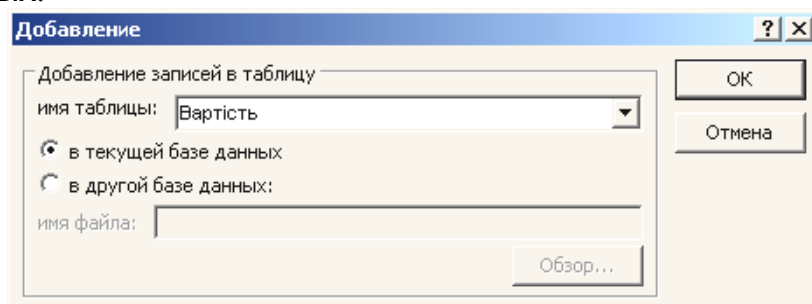 Добавление
Добавление записей в таблицу
имя таблицы: Вартість
в текущей базе данных
в другой базе данных:
имя файла:
Обзор...
ОК
Отмена